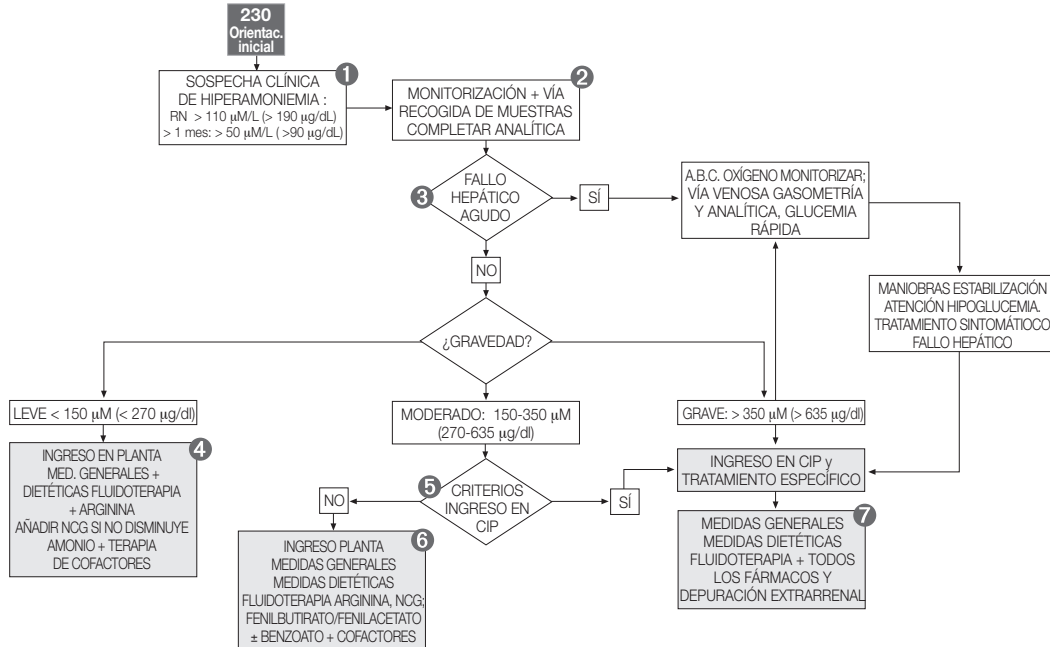 230
Orientac.
inicial
1
SOSPECHA CLÍNICA
DE HIPERAMONIEMIA :
RN > 110 µM/L (> 190 µg/dL)
> 1 mes: > 50 µM/L ( >90 µg/dL)
2
MONITORIZACIÓN + VÍA
RECOGIDA DE MUESTRAS
COMPLETAR ANALÍTICA
3
FALLO
HEPÁTICO
AGUDO
SÍ
A.B.C. OXÍGENO MONITORIZAR;
VÍA VENOSA GASOMETRÍA
Y ANALÍTICA, GLUCEMIA
RÁPIDA
NO
MANIOBRAS ESTABILIZACIÓN
ATENCIÓN HIPOGLUCEMIA.
TRATAMIENTO SINTOMÁTIOCO
FALLO HEPÁTICO
¿GRAVEDAD?
LEVE < 150 µM (< 270 µg/dl)
MODERADO: 150-350 µM
(270-635 µg/dl)
GRAVE: > 350 µM (> 635 µg/dl)
4
INGRESO EN PLANTA
MED. GENERALES +
DIETÉTICAS FLUIDOTERAPIA
+ ARGININA
AÑADIR NCG SI NO DISMINUYE
AMONIO + TERAPIA
DE COFACTORES
5
CRITERIOS
INGRESO EN
CIP
NO
SÍ
INGRESO EN CIP y
TRATAMIENTO ESPECÍFICO
6
INGRESO PLANTA
MEDIDAS GENERALES
MEDIDAS DIETÉTICAS
FLUIDOTERAPIA ARGININA, NCG;
FENILBUTIRATO/FENILACETATO
± BENZOATO + COFACTORES
7
MEDIDAS GENERALES
MEDIDAS DIETÉTICAS
FLUIDOTERAPIA + TODOS
LOS FÁRMACOS Y
DEPURACIÓN EXTRARRENAL